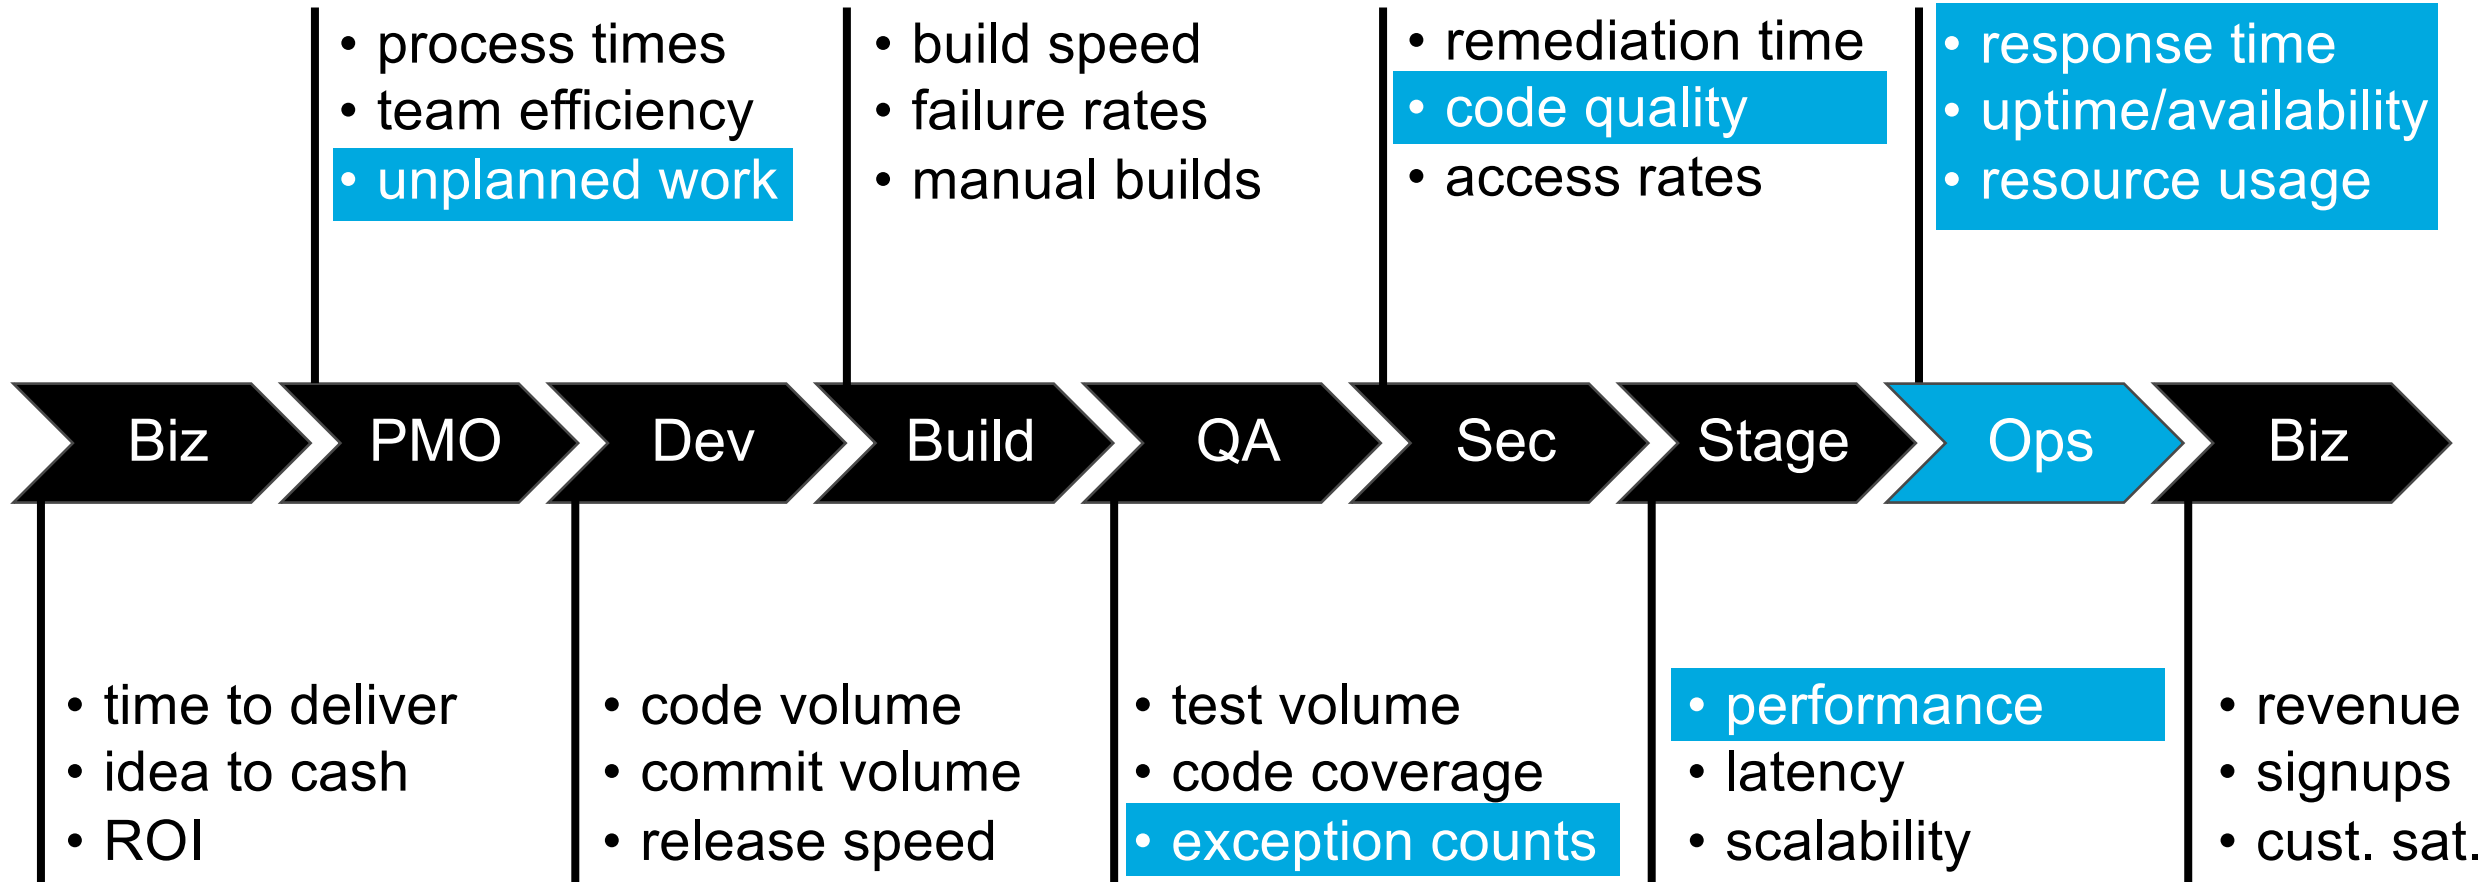 • process times
• team efficiency
• unplanned work
• build speed
• failure rates
• manual builds
• remediation time
• code quality
• access rates
• response time
• uptime/availability
• resource usage
Biz
PMO
Dev
Build
QA
Sec
Stage
Ops
Biz
• time to deliver
• idea to cash
• ROI
• code volume
• commit volume
• release speed
• test volume
• code coverage
• exception counts
• performance
• latency
• scalability
• revenue
• signups
• cust. sat.